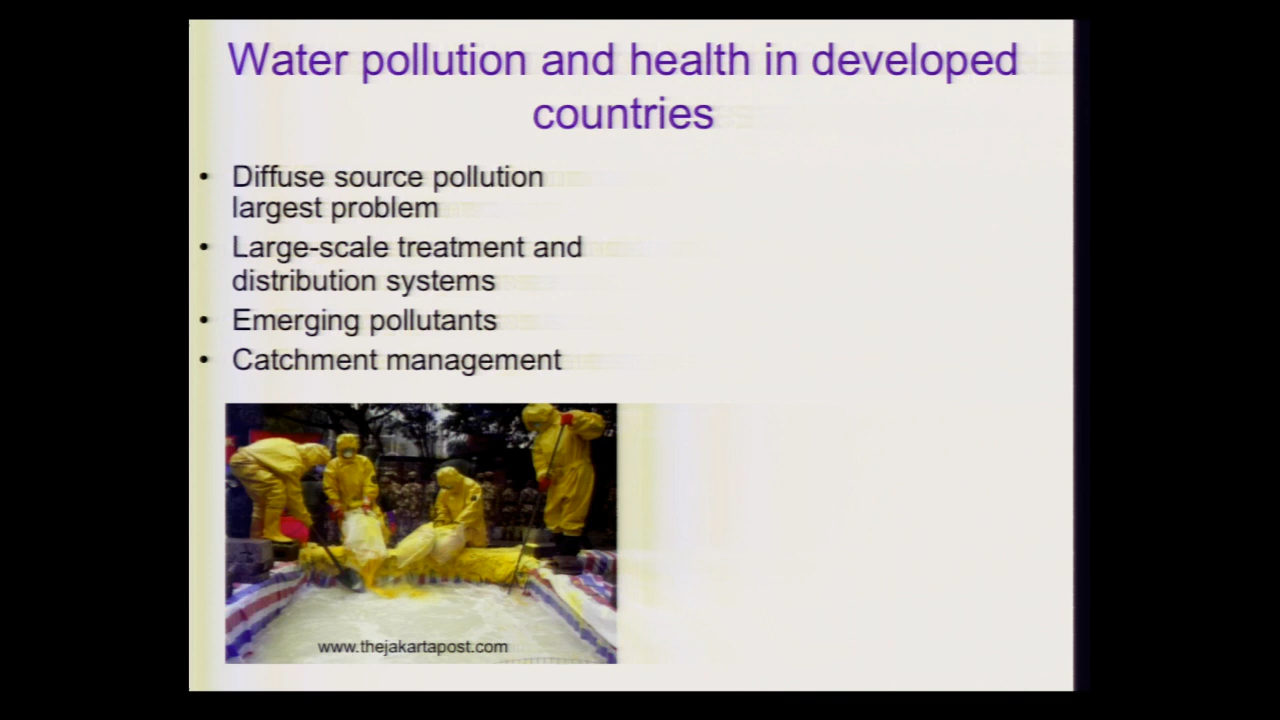 Water pollution and health in developed
countries
• Diffuse source pollution
largest problem
• Large-scale treatment and
distribution systems
• Emerging pollutants
• Catchment management
www.thejakartapost.com